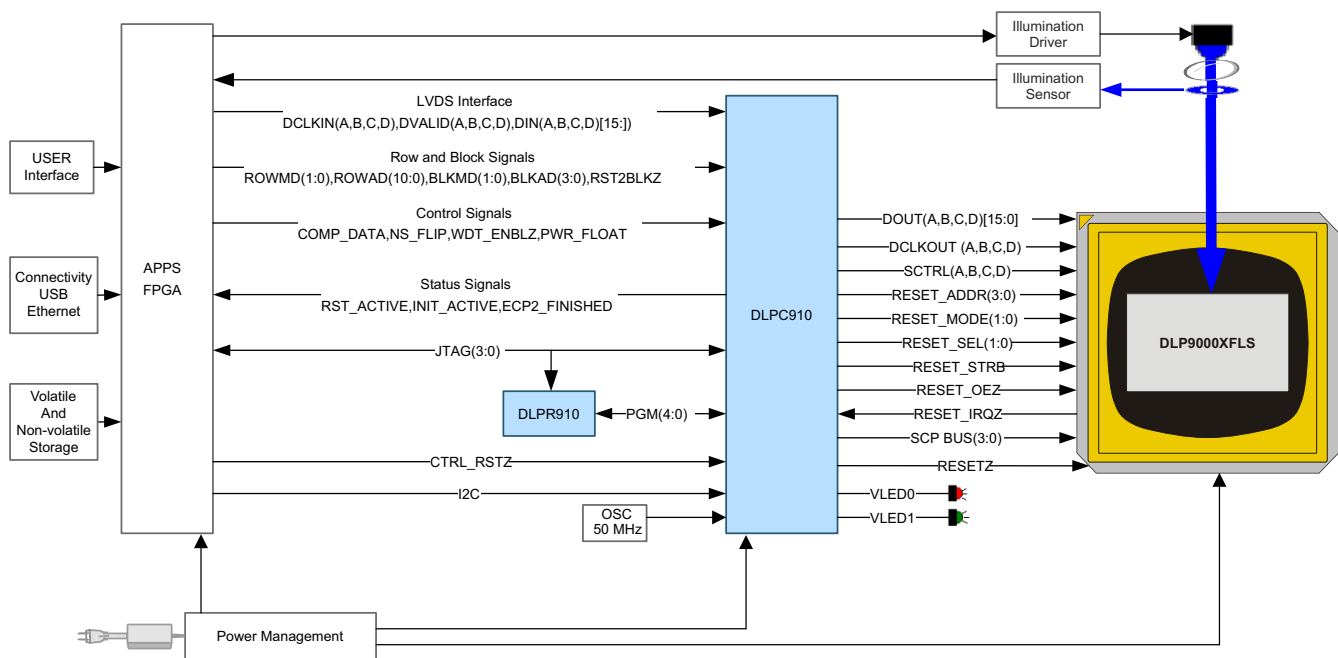 Illumination
Driver
Illumination
Sensor
LVDS Interface
DCLKIN(A,B,C,D),DVALID(A,B,C,D),DIN(A,B,C,D)[15:])
USER
Interface
Row and Block Signals
ROWMD(1:0),ROWAD(10:0),BLKMD(1:0),BLKAD(3:0),RST2BLKZ
Control Signals
COMP_DATA,NS_FLIP,WDT_ENBLZ,PWR_FLOAT
APPS
FPGA
Connectivity
USB
Ethernet
Status Signals
RST_ACTIVE,INIT_ACTIVE,ECP2_FINISHED
JTAG(3:0)
DLPR910
PGM(4:0)
Volatile
And
Non-volatile
Storage
CTRL_RSTZ
I2C
OSC
50 MHz
DLPC910
DOUT(A,B,C,D)[15:0]
DCLKOUT (A,B,C,D)
SCTRL(A,B,C,D)
RESET_ADDR(3:0)
RESET_MODE(1:0)
RESET_SEL(1:0)
RESET_STRB
RESET_OEZ
RESET_IRQZ
SCP BUS(3:0)
RESETZ
VLED0
VLED1
DLP9000XFLS
Power Management